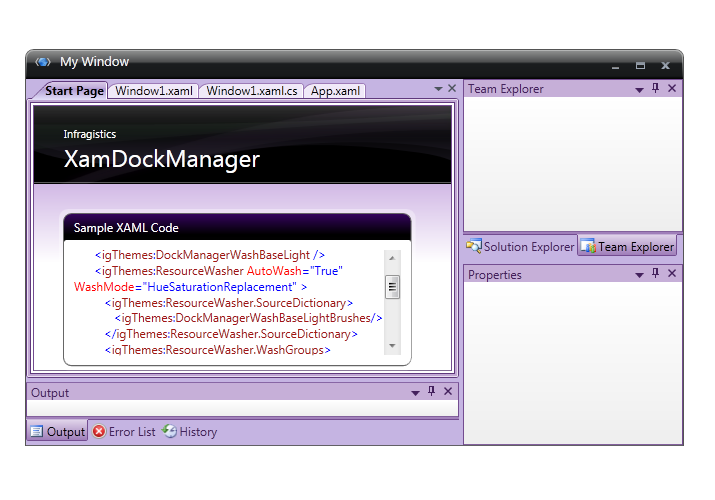 My Window
Start Page Window1.xaml Window1.xaml.cs App.xaml
Infragistics
XamDockManager
Sample XAML Code
<igThemes:DockManagerWashBaseLight />
<igThemes:ResourceWasher AutoWash="True"
WashMode="HueSaturationReplacement" >
<igThemes:ResourceWasher.SourceDictionary>
<igThemes:DockManagerWashBaseLightBrushes/>
</igThemes:ResourceWasher.SourceDictionary>
<igThemes:ResourceWasher.WashGroups>
Output
Output Error List History
Team Explorer
Solution Explorer Team Explorer
Properties